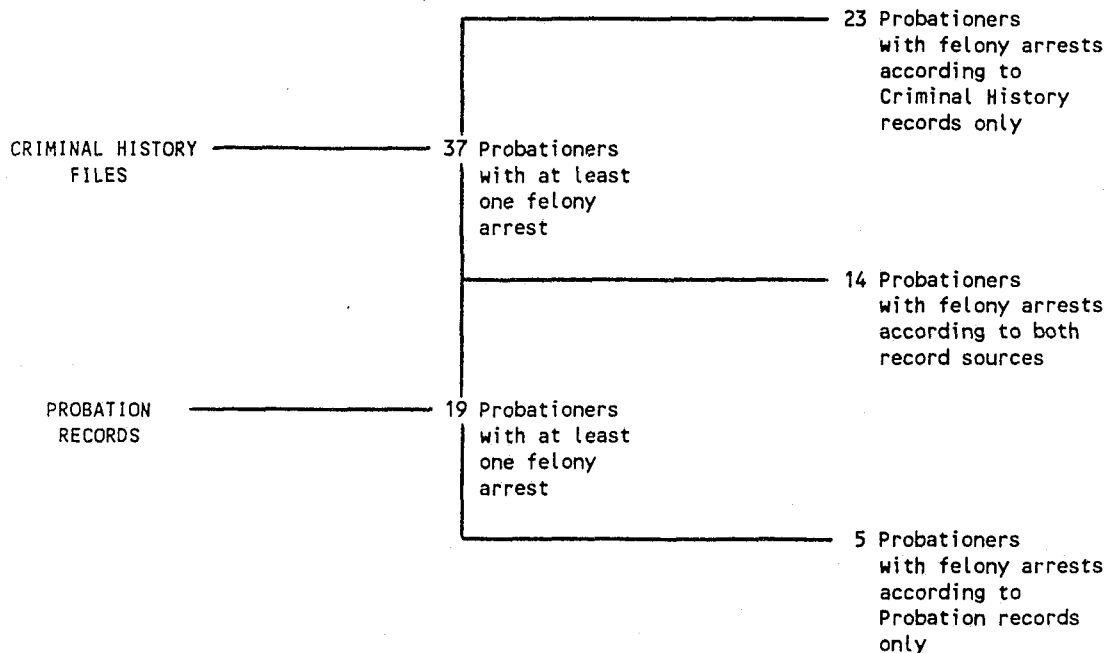 23 Probationers
with felony arrests
according to
Criminal History
records only
CRIMINAL HISTORY
FILES
37 Probationers
with at least
one felony
arrest
14 Probationers
with felony arrests
according to both
record sources
PROBATION
RECORDS
19 Probationers
with at least
one felony
arrest
5 Probationers
with felony arrests
according to
Probation records
only